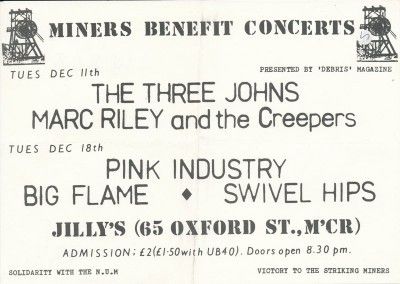 MINERS BENEFIT CONCERTS
TUES DEC 11th
PRESENTED BY 'DEBRIS' MAGAZINE
THE THREE JOHNS
MARC RILEY and the Creepers
TUES DEC 18th
PINK INDUSTRY
BIG FLAME ♦ SWIVEL HIPS
JILLY'S (65 OXFORD ST., M'CR)
ADMISSION; £2 (£1·50 with UB40). Doors open 8.30 pm.
SOLIDARITY WITH THE N.U.M
VICTORY TO THE STRIKING MINERS